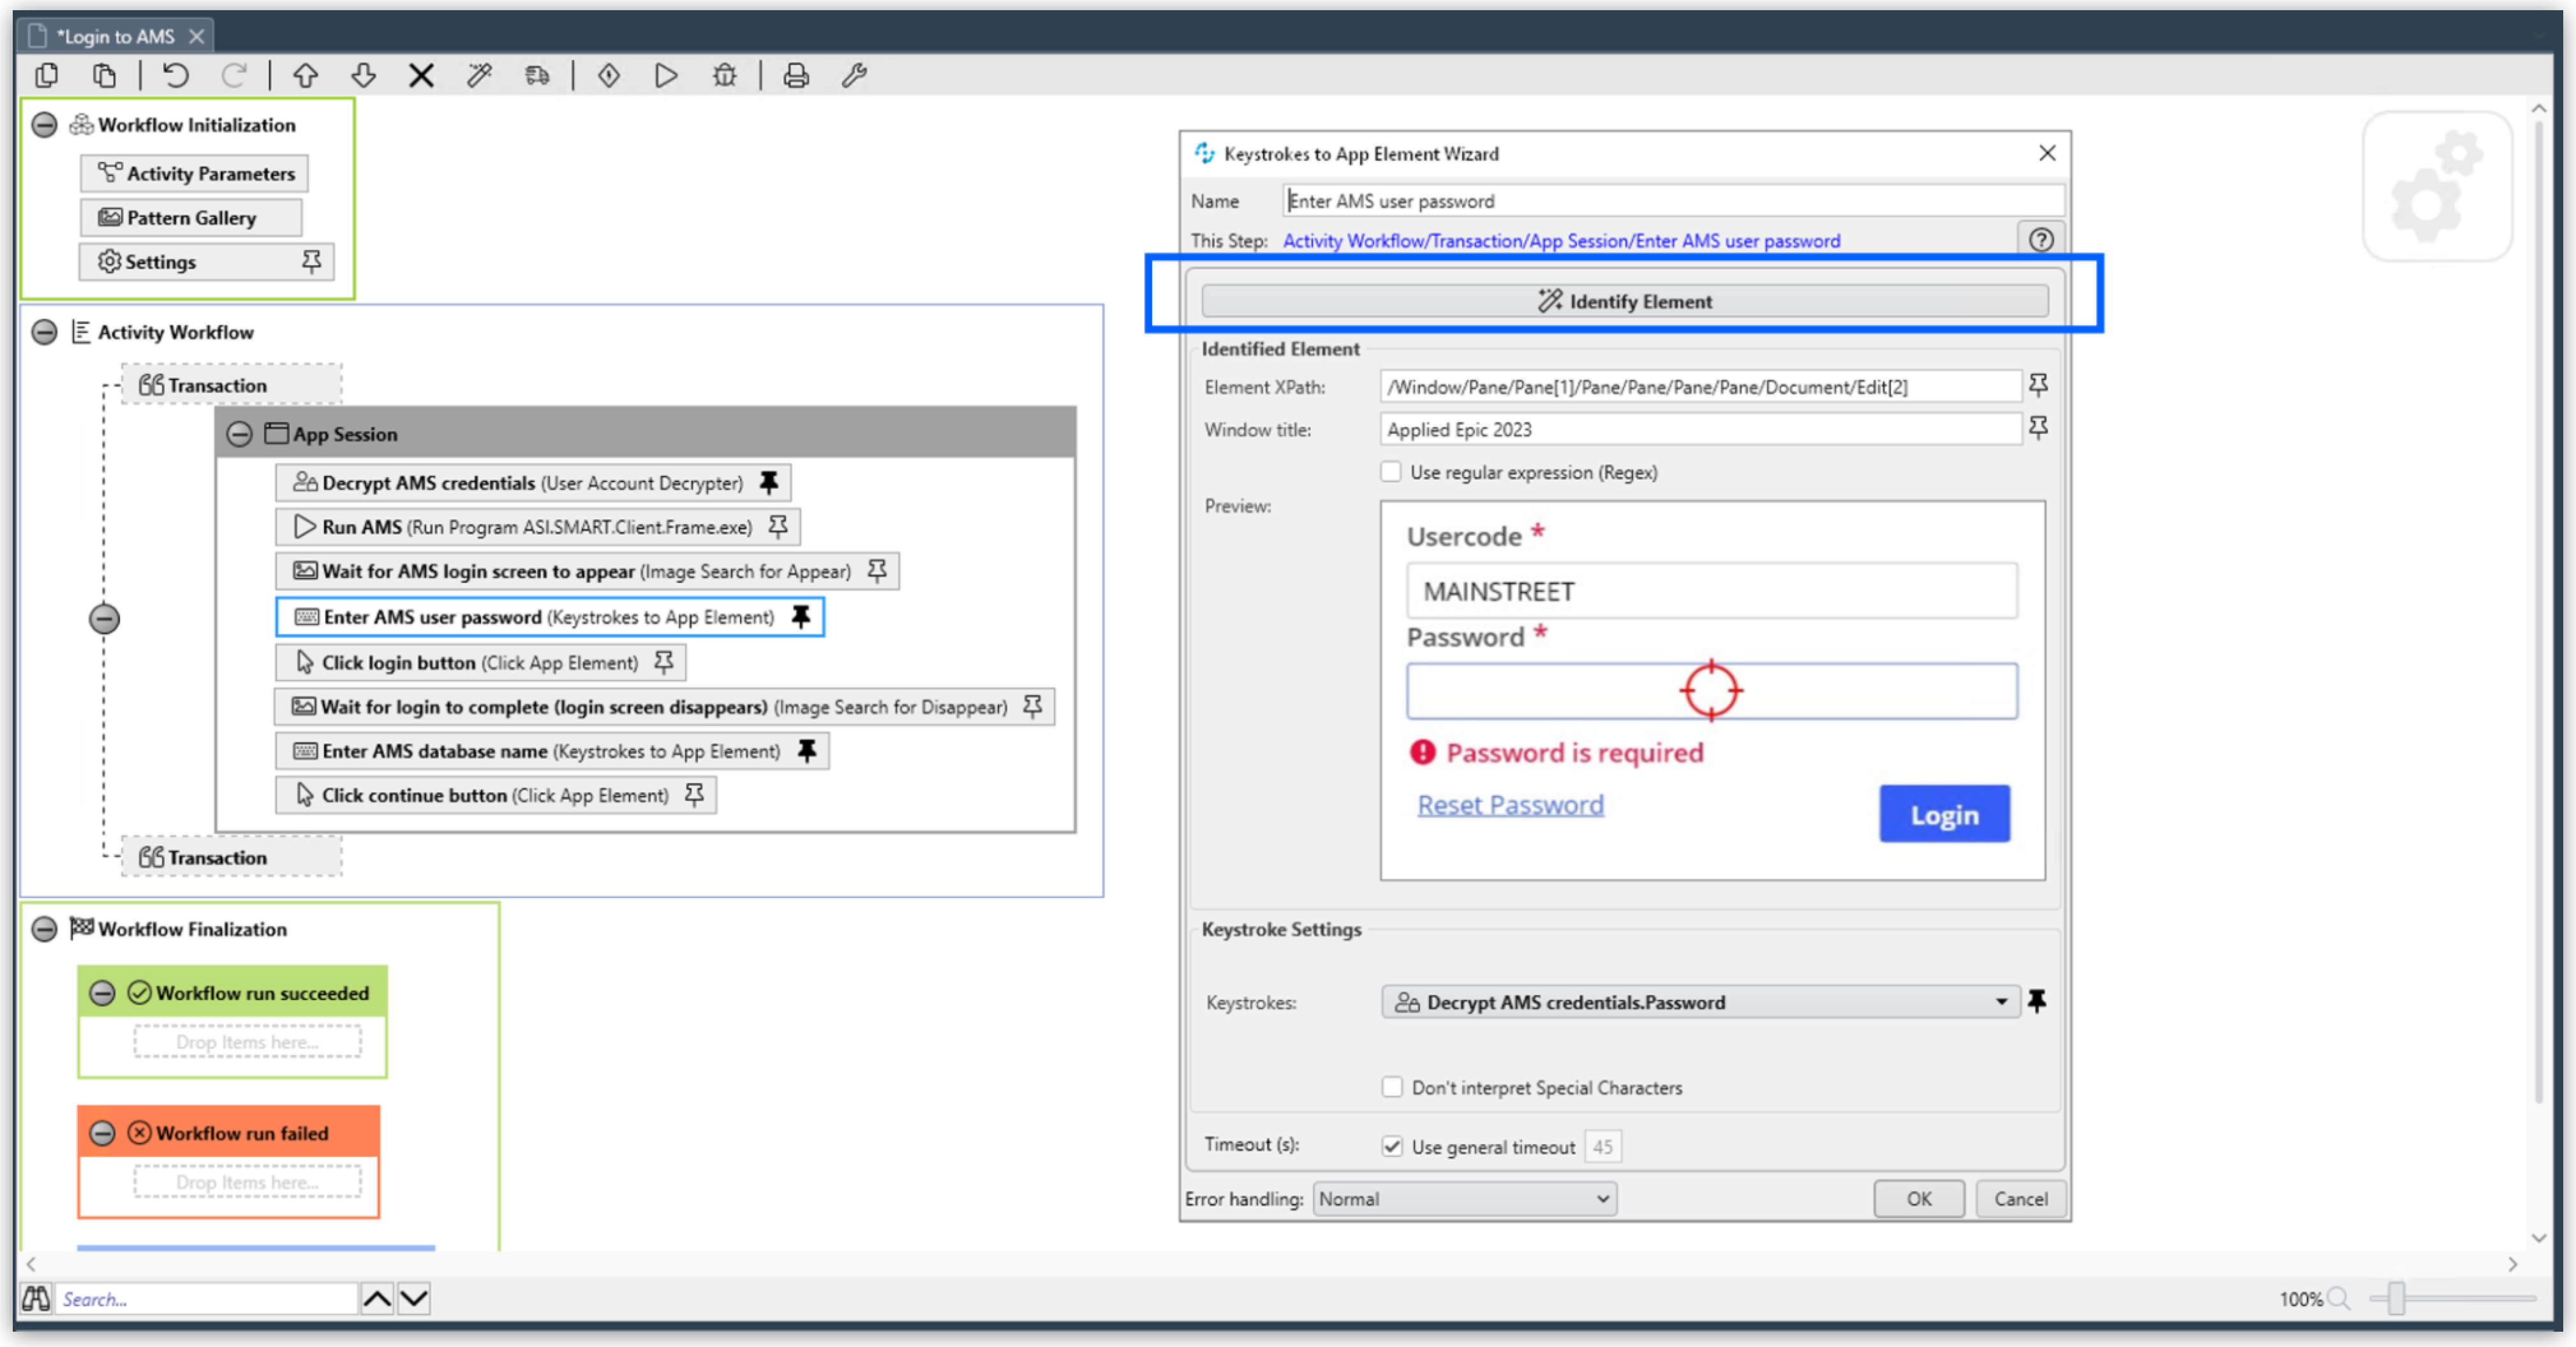 *Login to AMS
Workflow Initialization
Activity Parameters
Pattern Gallery
Settings
Activity Workflow
Transaction
App Session
Decrypt AMS credentials (User Account Decrypter)
Run AMS (Run Program ASI.SMART.Client.Frame.exe)
Wait for AMS login screen to appear (Image Search for Appear)
Enter AMS user password (Keystrokes to App Element)
Click login button (Click App Element)
Wait for login to complete (login screen disappears) (Image Search for Disappear)
Enter AMS database name (Keystrokes to App Element)
Click continue button (Click App Element)
Transaction
Workflow Finalization
Workflow run succeeded
Drop Items here...
Workflow run failed
Drop Items here...
Keystrokes to App Element Wizard
Name Enter AMS user password
This Step: Activity Workflow/Transaction/App Session/Enter AMS user password
Identify Element
Identified Element
Element XPath: /Window/Pane/Pane[1]/Pane/Pane/Pane/Pane/Document/Edit[2]
Window title: Applied Epic 2023
Use regular expression (Regex)
Preview:
Usercode *
MAINSTREET
Password *
Password is required
Reset Password
Login
Keystroke Settings
Keystrokes: Decrypt AMS credentials.Password
Don't interpret Special Characters
Timeout (s): Use general timeout 45
Error handling: Normal OK Cancel
Search...
100%